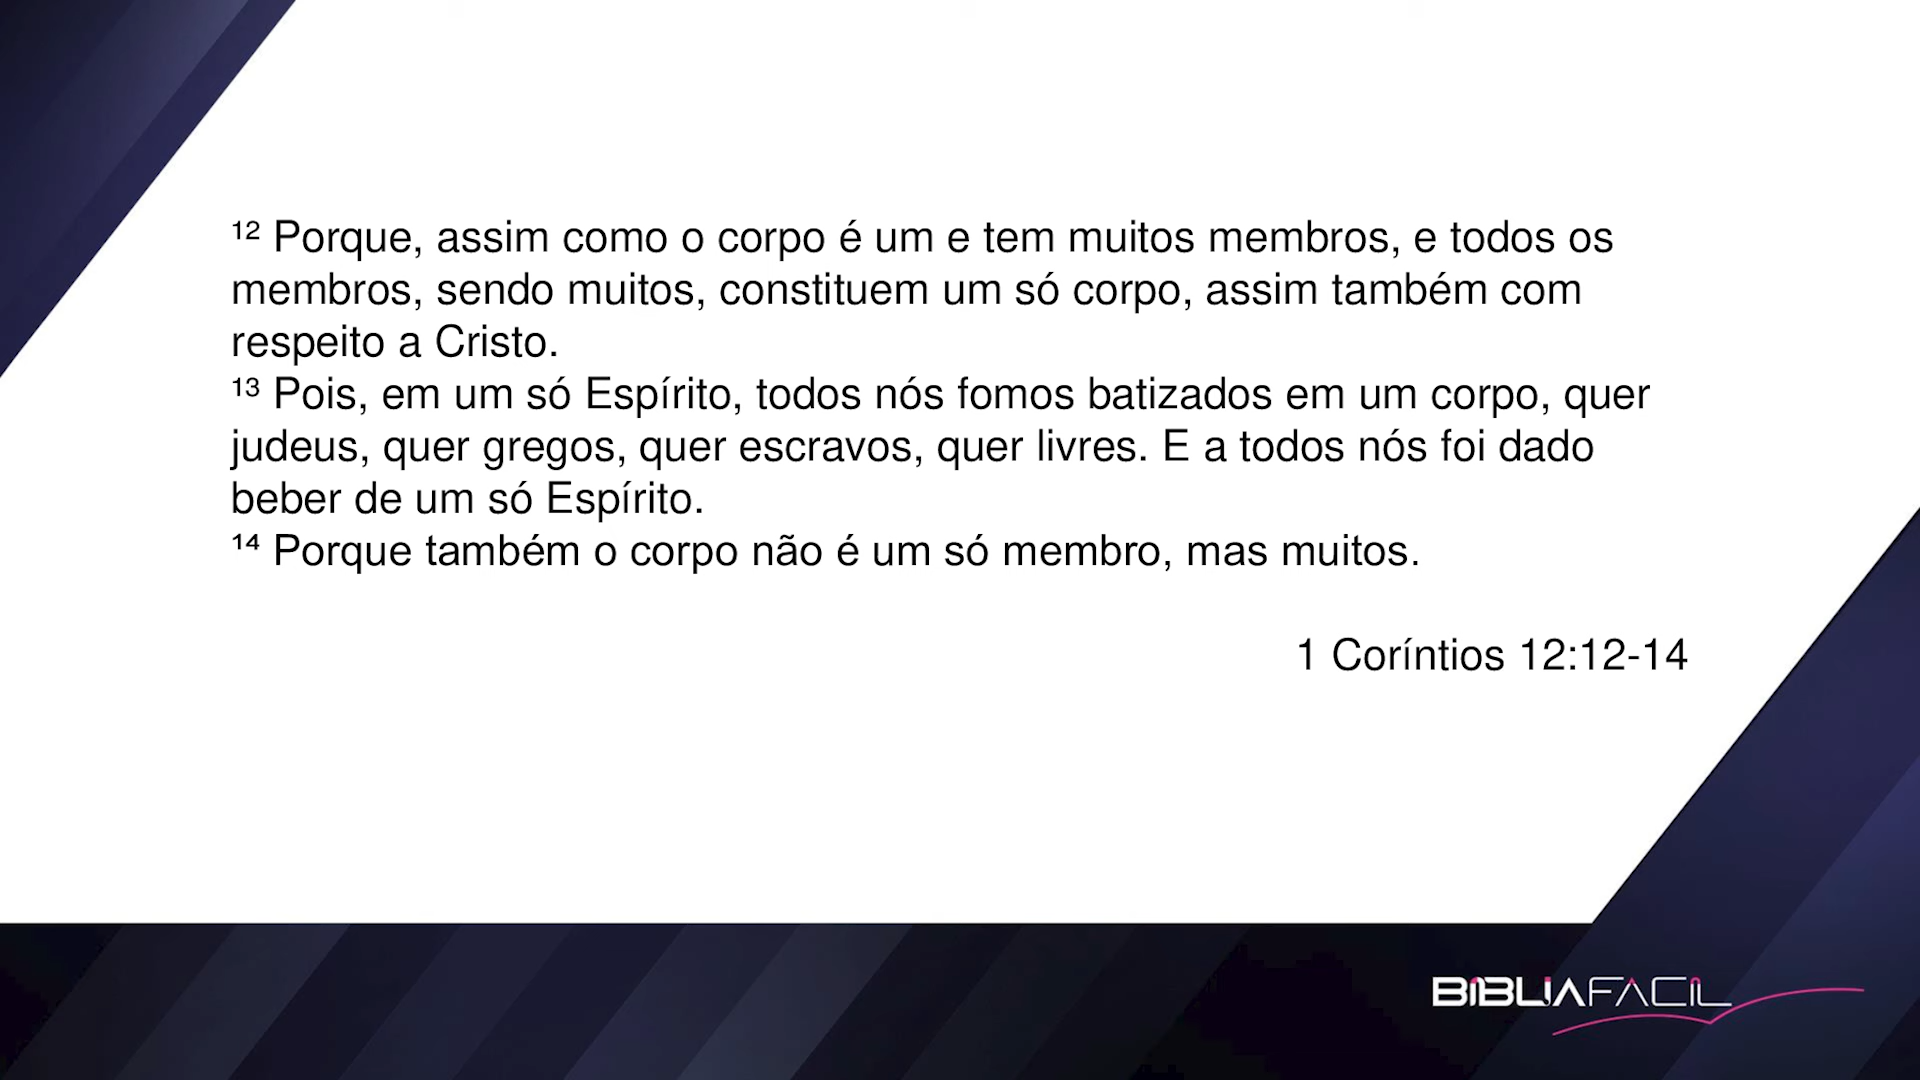 ¹² Porque, assim como o corpo é um e tem muitos membros, e todos os
membros, sendo muitos, constituem um só corpo, assim também com
respeito a Cristo.
¹³ Pois, em um só Espírito, todos nós fomos batizados em um corpo, quer
judeus, quer gregos, quer escravos, quer livres. E a todos nós foi dado
beber de um só Espírito.
¹⁴ Porque também o corpo não é um só membro, mas muitos.
1 Coríntios 12:12-14
BIBLIAFACIL